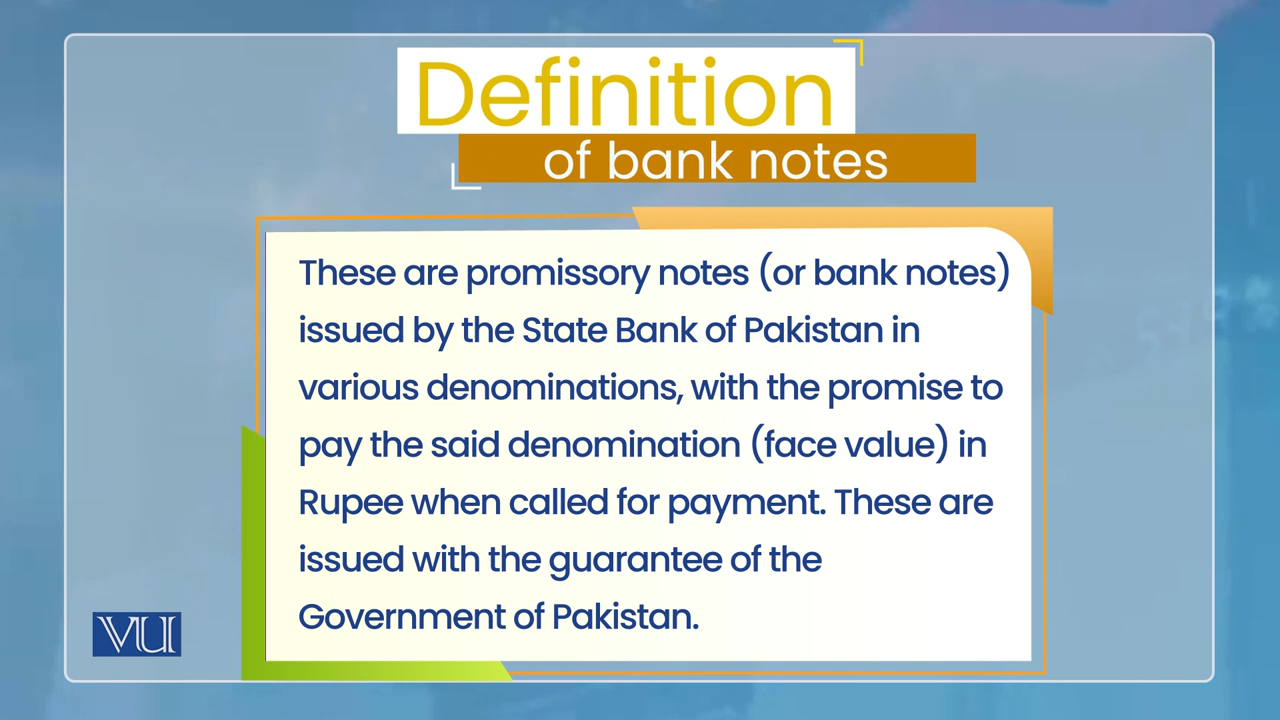 Definition
of bank notes
These are promissory notes (or bank notes)
issued by the State Bank of Pakistan in
various denominations, with the promise to
pay the said denomination (face value) in
Rupee when called for payment. These are
issued with the guarantee of the
Government of Pakistan.
VU